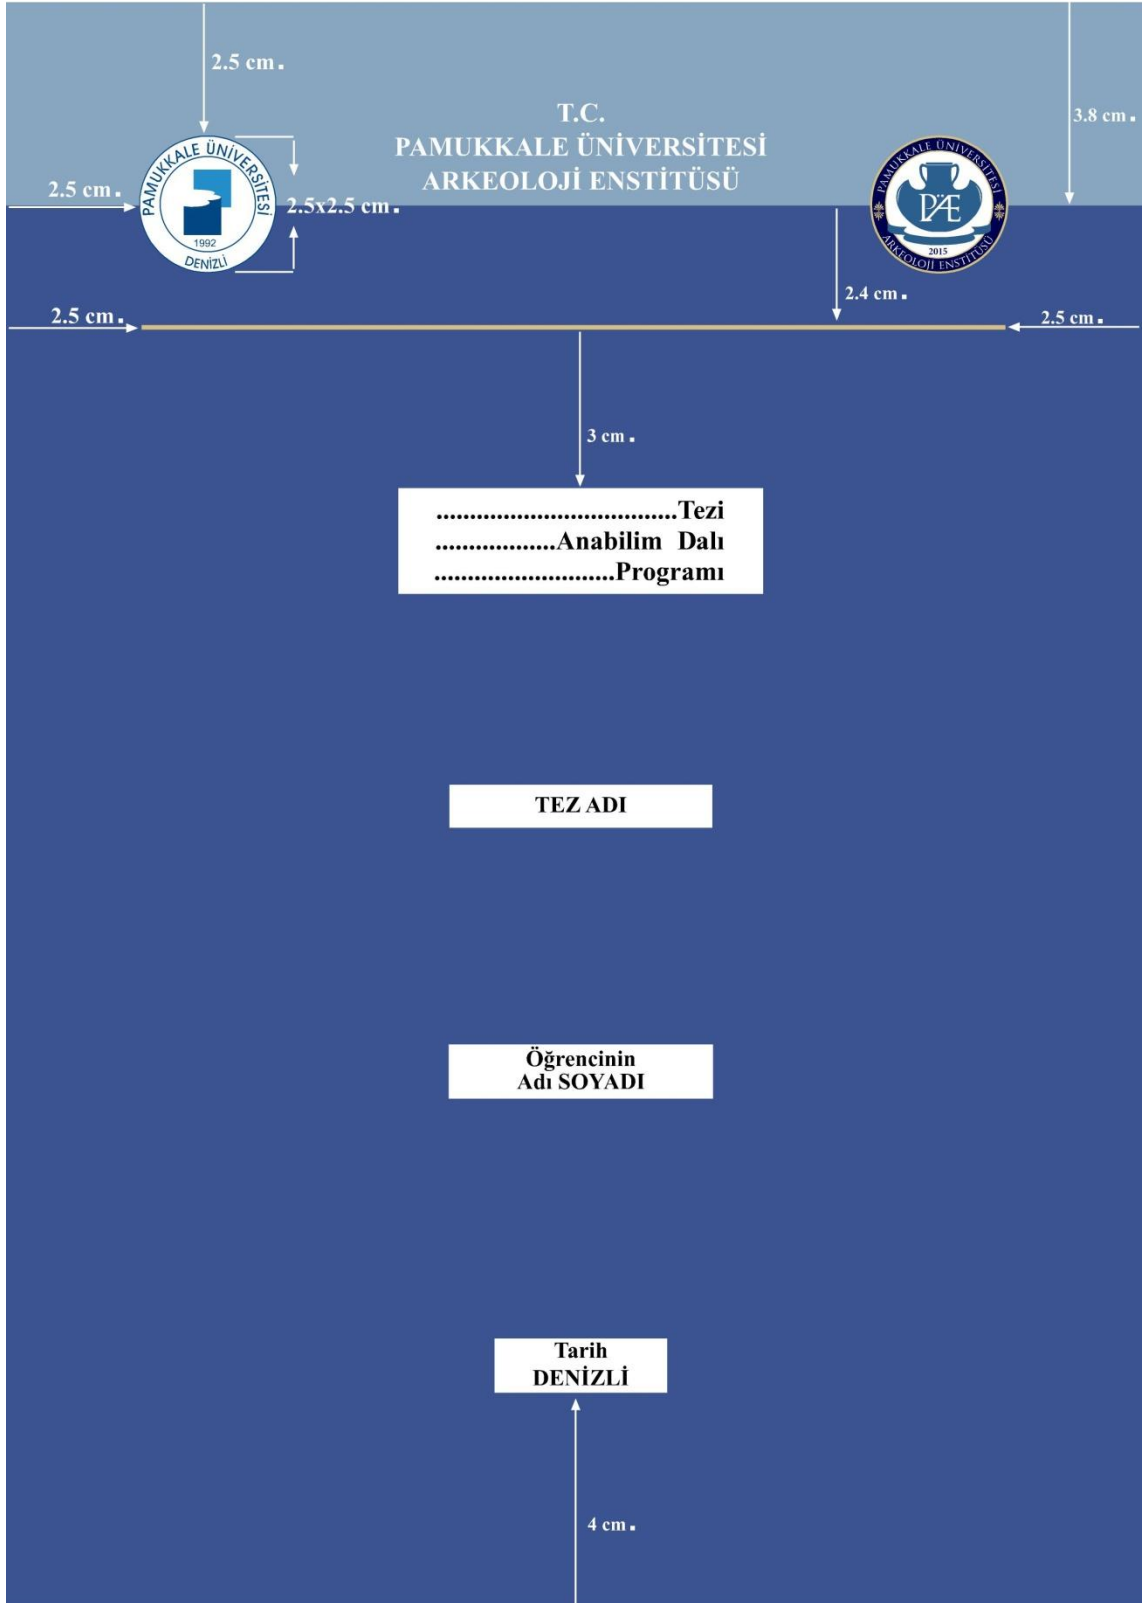 2.5 cm.
T.C.
3.8 cm.
PAMUKKALE ÜNİVERSİTESİ
ARKEOLOJİ ENSTİTÜSÜ
PAMUKKALE ÜNİVERSİTESİ
1992
DENİZLİ
PAMUKKALE ÜNİVERSİTESİ
PAE
2015
ARKEOLOJI ENSTİTÜSÜ
2.5 cm.
2.5x2.5 cm.
2.4 cm.
2.5 cm.
2.5 cm.
3 cm.
....................................Tezi
..................Anabilim Dalı
...........................Programı
TEZ ADI
Öğrencinin
Adı SOYADI
Tarih
DENİZLİ
4 cm.